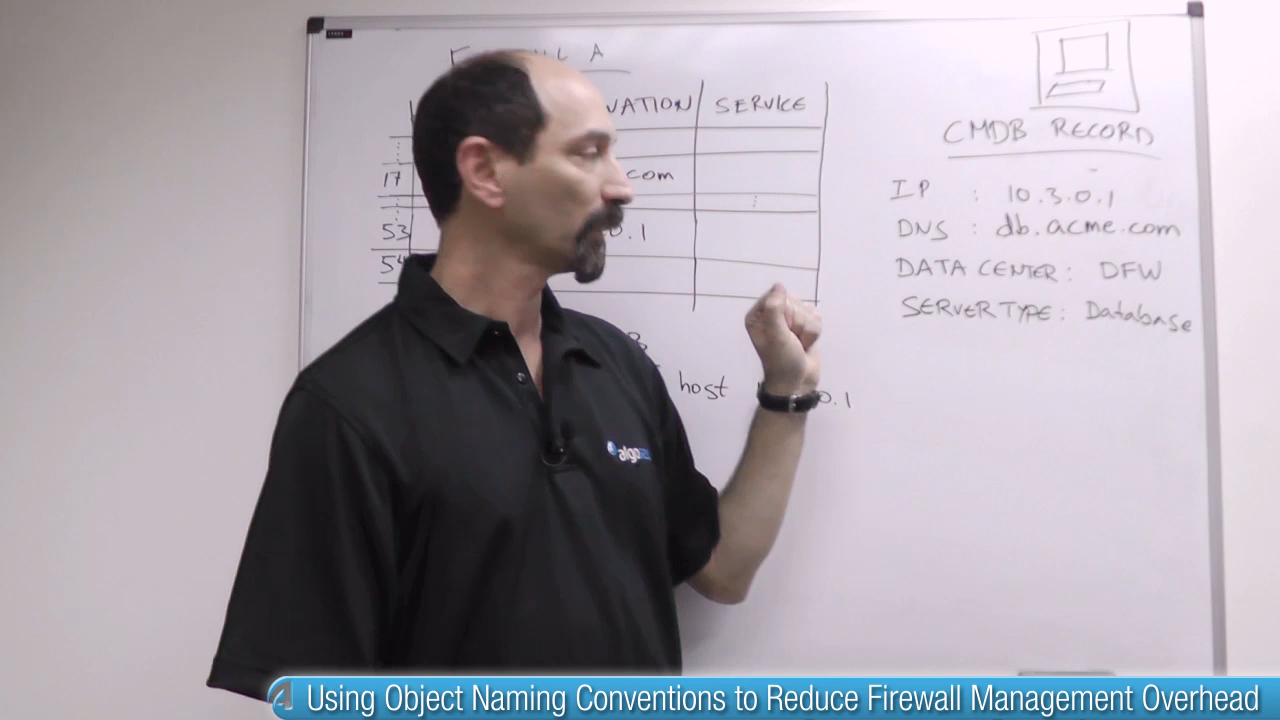 A
VATION SERVICE
17 com
53 0.1
54
host 0.1
CMDB RECORD
IP : 10.3.0.1
DNS : db.acme.com
DATA CENTER : DFW
SERVER TYPE : Database
algo
Using Object Naming Conventions to Reduce Firewall Management Overhead